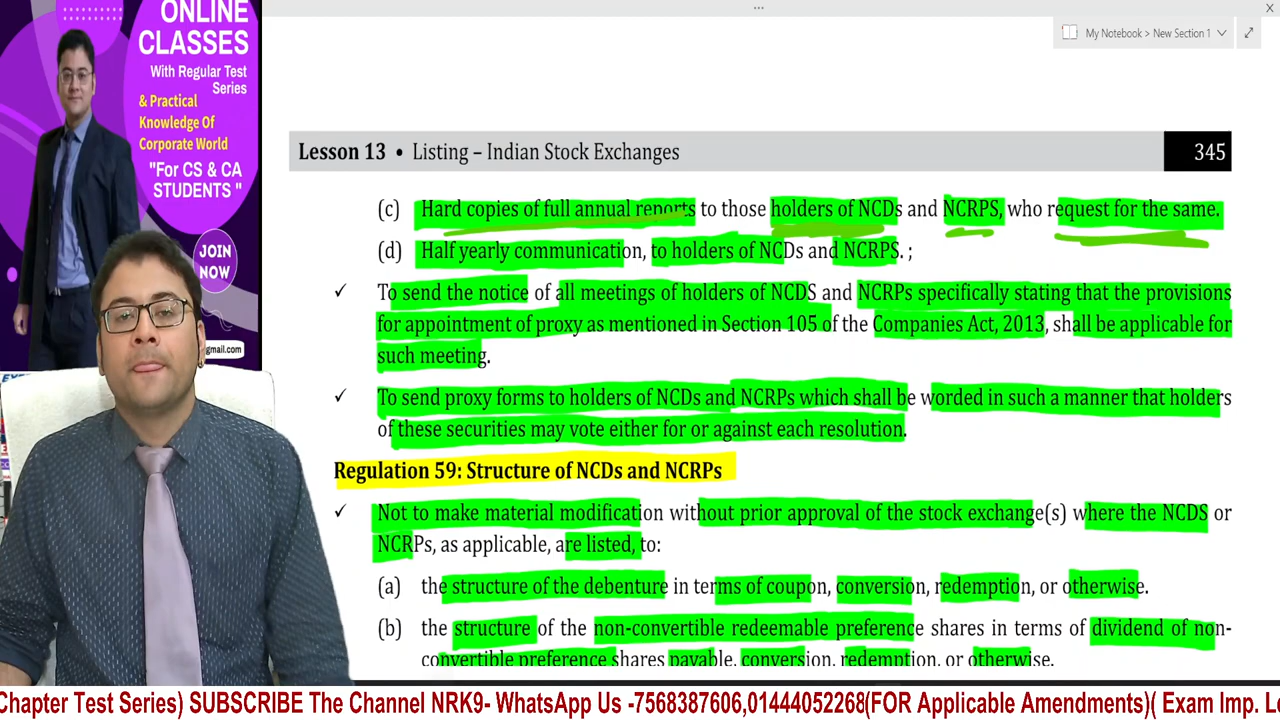 ONLINE
CLASSES
With Regular Test
Series
& Practical
Knowledge Of
Corporate World
"For CS & CA
STUDENTS "
JOIN
NOW
gmail.com
...
My Notebook > New Section 1
Lesson 13 • Listing – Indian Stock Exchanges 345
(c) Hard copies of full annual reports to those holders of NCDs and NCRPS, who request for the same.
(d) Half yearly communication, to holders of NCDs and NCRPS. ;
✓ To send the notice of all meetings of holders of NCDS and NCRPs specifically stating that the provisions
for appointment of proxy as mentioned in Section 105 of the Companies Act, 2013, shall be applicable for
such meeting.
✓ To send proxy forms to holders of NCDs and NCRPs which shall be worded in such a manner that holders
of these securities may vote either for or against each resolution.
Regulation 59: Structure of NCDs and NCRPs
✓ Not to make material modification without prior approval of the stock exchange(s) where the NCDS or
NCRPs, as applicable, are listed, to:
(a) the structure of the debenture in terms of coupon, conversion, redemption, or otherwise.
(b) the structure of the non-convertible redeemable preference shares in terms of dividend of non-
convertible preference shares payable, conversion, redemption, or otherwise.
Chapter Test Series) SUBSCRIBE The Channel NRK9- WhatsApp Us -7568387606,01444052268(FOR Applicable Amendments)( Exam Imp. L